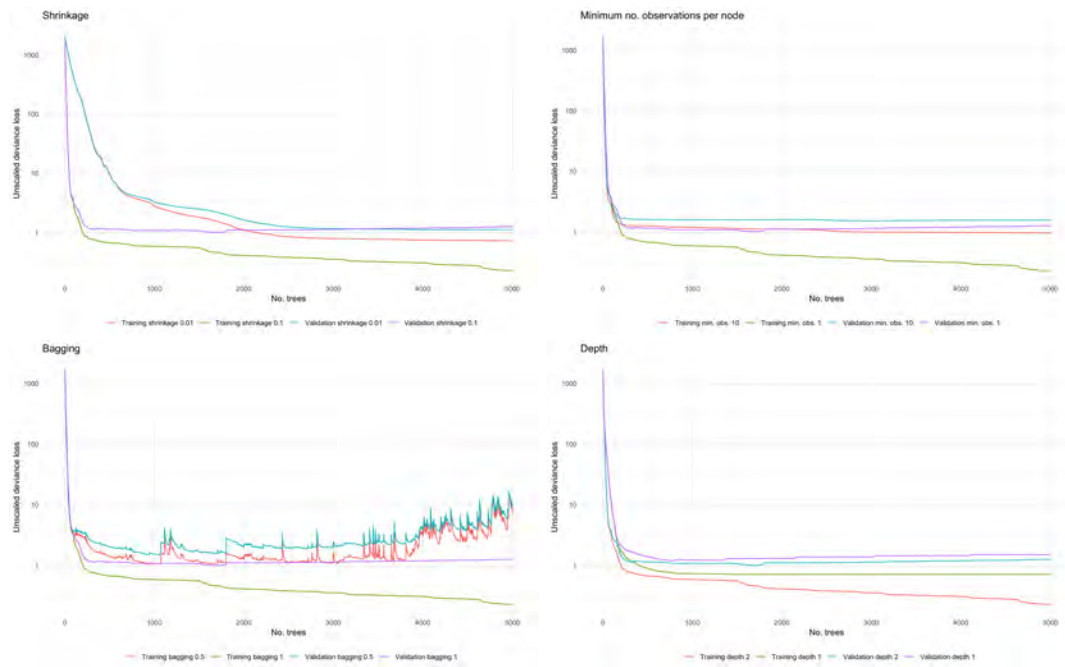 Shrinkage
Unscaled deviance loss
1000
100
10
1
0 1000 2000 3000 4000 5000
No. trees
Training shrinkage 0.01 Training shrinkage 0.1 Validation shrinkage 0.01 Validation shrinkage 0.1
Minimum no. observations per node
Unscaled deviance loss
1000
100
10
1
0 1000 2000 3000 4000 5000
No. trees
Training min. obs. 10 Training min. obs. 1 Validation min. obs. 10 Validation min. obs. 1
Bagging
Unscaled deviance loss
1000
100
10
1
0 1000 2000 3000 4000 5000
No. trees
Training bagging 0.5 Training bagging 1 Validation bagging 0.5 Validation bagging 1
Depth
Unscaled deviance loss
1000
100
10
1
0 1000 2000 3000 4000 5000
No. trees
Training depth 2 Training depth 1 Validation depth 2 Validation depth 1